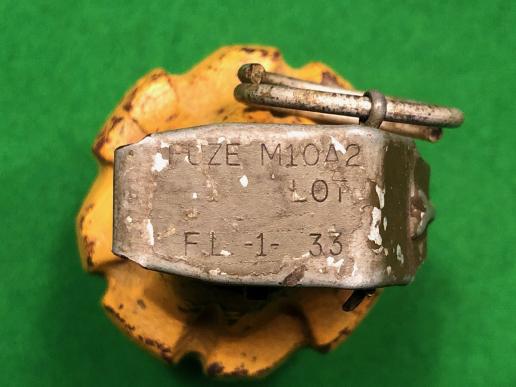 FUZE M10A2
LOT
FL -1- 33